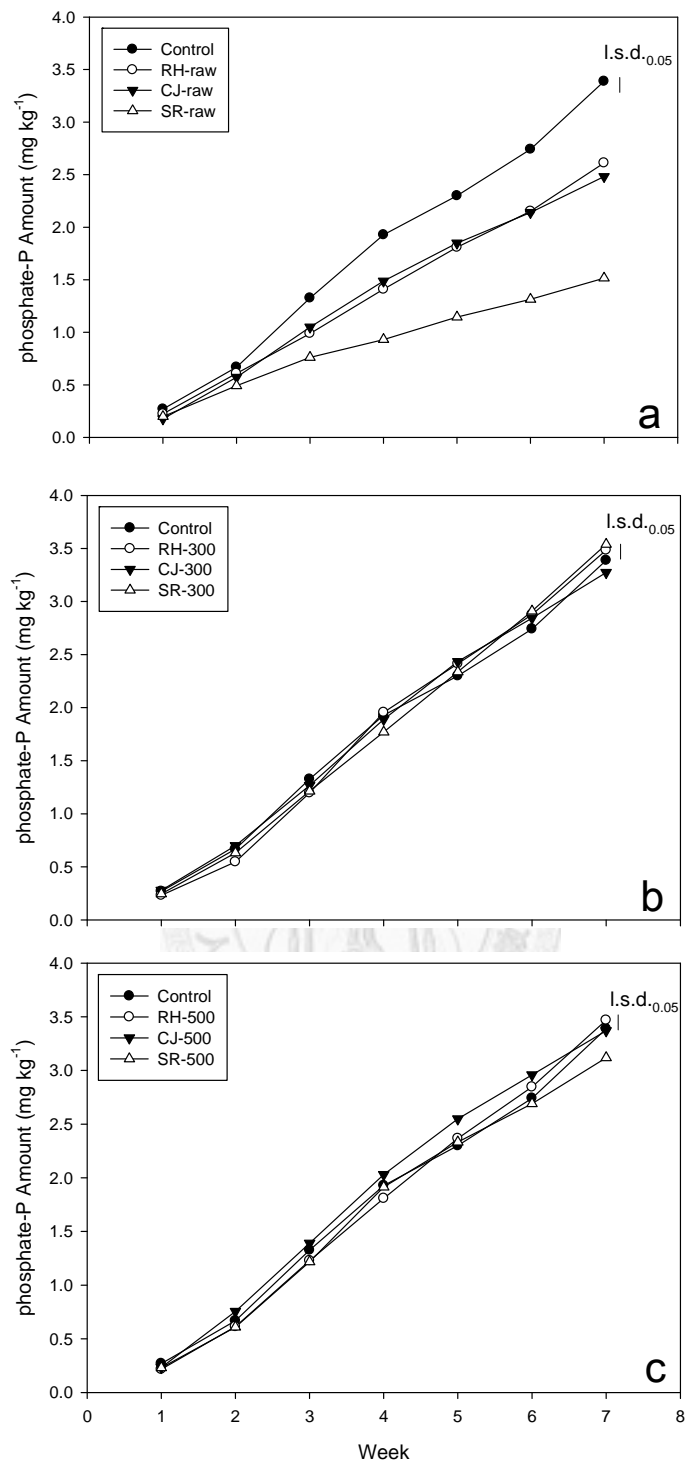 4.0
3.5
3.0
2.5
2.0
1.5
1.0
0.5
0.0
phosphate-P Amount (mg kg-1)
Control
RH-raw
CJ-raw
SR-raw
l.s.d.0.05
a
4.0
3.5
3.0
2.5
2.0
1.5
1.0
0.5
0.0
phosphate-P Amount (mg kg-1)
Control
RH-300
CJ-300
SR-300
l.s.d.0.05
b
4.0
3.5
3.0
2.5
2.0
1.5
1.0
0.5
0.0
phosphate-P Amount (mg kg-1)
Control
RH-500
CJ-500
SR-500
l.s.d.0.05
c
0 1 2 3 4 5 6 7 8
Week